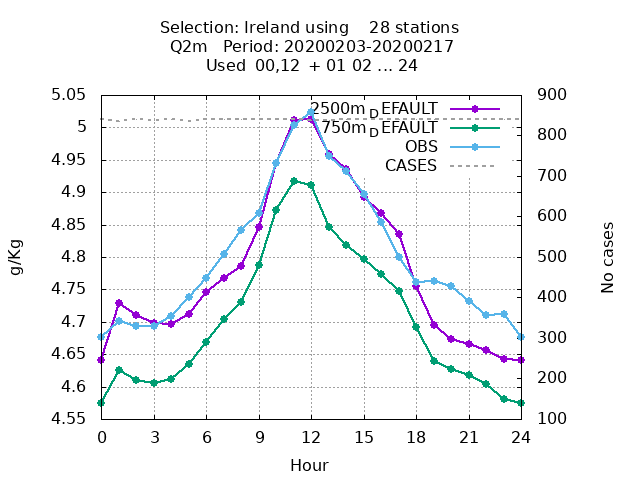 Selection: Ireland using    28 stations
Q2m   Period: 20200203-20200217
Used  00,12  + 01 02 ... 24
5.05
5
4.95
4.9
4.85
4.8
4.75
4.7
4.65
4.6
4.55
g/Kg
900
800
700
600
500
400
300
200
100
No cases
2500m_DEFAULT
750m_DEFAULT
OBS
CASES
0 3 6 9 12 15 18 21 24
Hour